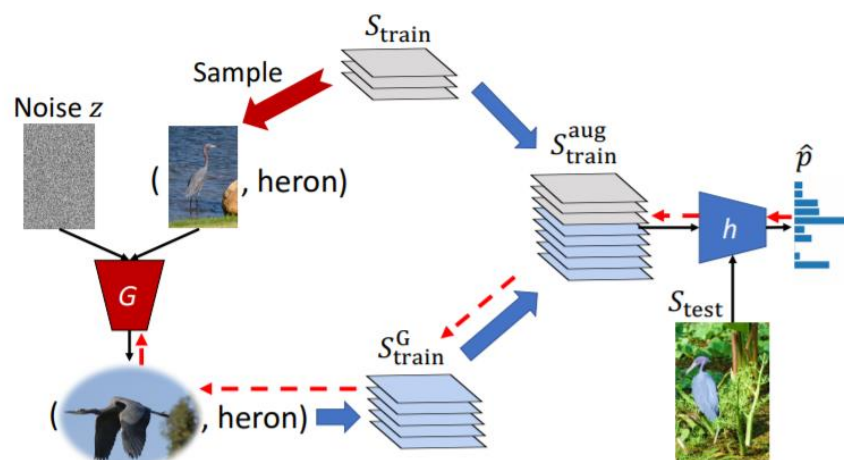 S_train
Sample
Noise z
S_train^aug
p̂
( , heron)
h
G
S_test
S_train^G
( , heron)